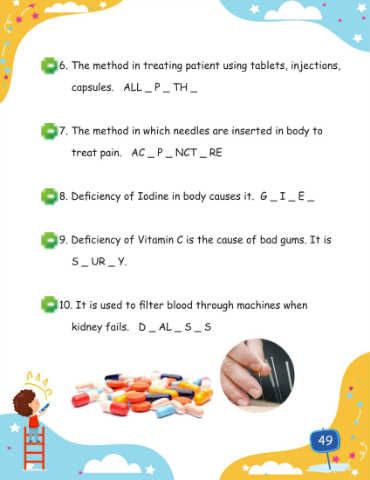 6. The method in treating patient using tablets, injections,
capsules. ALL _ P _ TH _
7. The method in which needles are inserted in body to
treat pain. AC _ P _ NCT _ RE
8. Deficiency of Iodine in body causes it. G _ I _ E _
9. Deficiency of Vitamin C is the cause of bad gums. It is
S _ UR _ Y.
10. It is used to filter blood through machines when
kidney fails. D _ AL _ S _ S
49